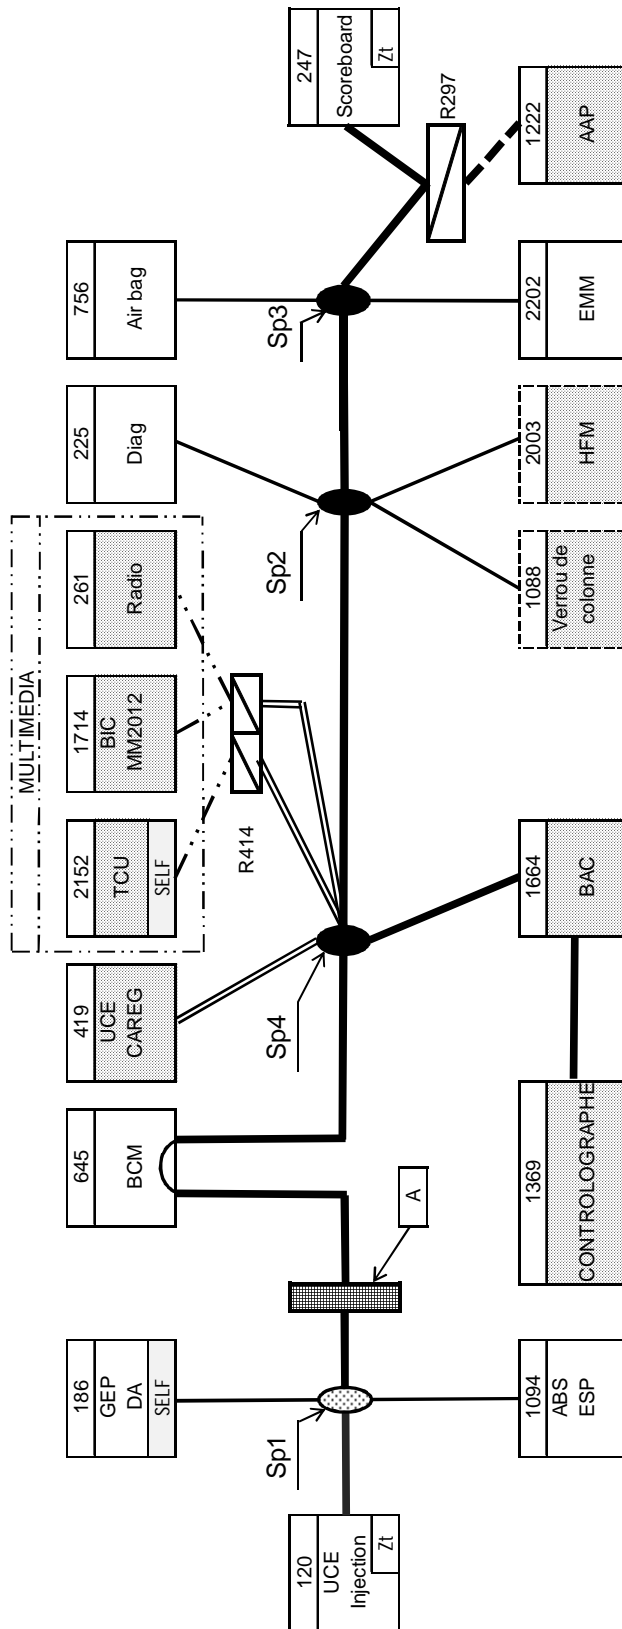 MULTIMEDIA
186
GEP
DA
SELF
645
BCM
419
UCE
CAREG
2152
TCU
SELF
1714
BIC
MM2012
261
Radio
225
Diag
756
Air bag
R414
120
UCE
Injection
Zt
Sp1
Sp4
Sp2
Sp3
247
Scoreboard
Zt
A
R297
1094
ABS
ESP
1369
CONTROLOGRAPHE
1664
BAC
1088
Verrou de
colonne
2003
HFM
2202
EMM
1222
AAP